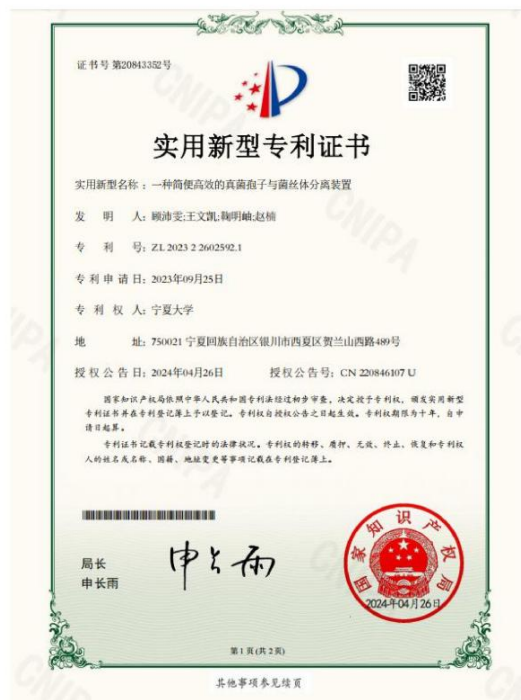 证书号 第20843352号
实用新型专利证书
实用新型名称：一种简便高效的真菌孢子与菌丝体分离装置
发明人：顾沛雯;王文凯;鞠明岫;赵楠
专利号：ZL 2023 2 2602592.1
专利申请日：2023年09月25日
专利权人：宁夏大学
地址：750021 宁夏回族自治区银川市西夏区贺兰山西路489号
授权公告日：2024年04月26日 授权公告号：CN 220846107 U
国家知识产权局依照中华人民共和国专利法经过初步审查，决定授予专利权，颁发实用新型
专利证书并在专利登记簿上予以登记。专利权自授权公告之日起生效。专利权期限为十年，自申
请日起算。
专利证书记载专利权登记时的法律状况。专利权的转移、质押、无效、终止、恢复和专利权
人的姓名或名称、国籍、地址变更等事项记载在专利登记簿上。
局长
申长雨
申长雨
国家知识产权局
2024年04月26日
第 1 页 (共 2 页)
其他事项参见续页
CNIPA
CNIPA